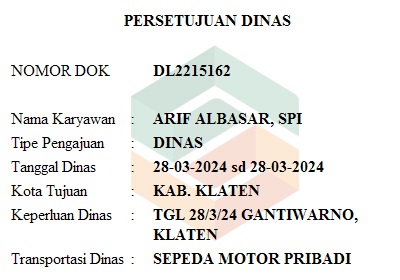 PERSETUJUAN DINAS
NOMOR DOK DL2215162
Nama Karyawan : ARIF ALBASAR, SPI
Tipe Pengajuan : DINAS
Tanggal Dinas : 28-03-2024 sd 28-03-2024
Kota Tujuan : KAB. KLATEN
Keperluan Dinas : TGL 28/3/24 GANTIWARNO,
KLATEN
Transportasi Dinas : SEPEDA MOTOR PRIBADI